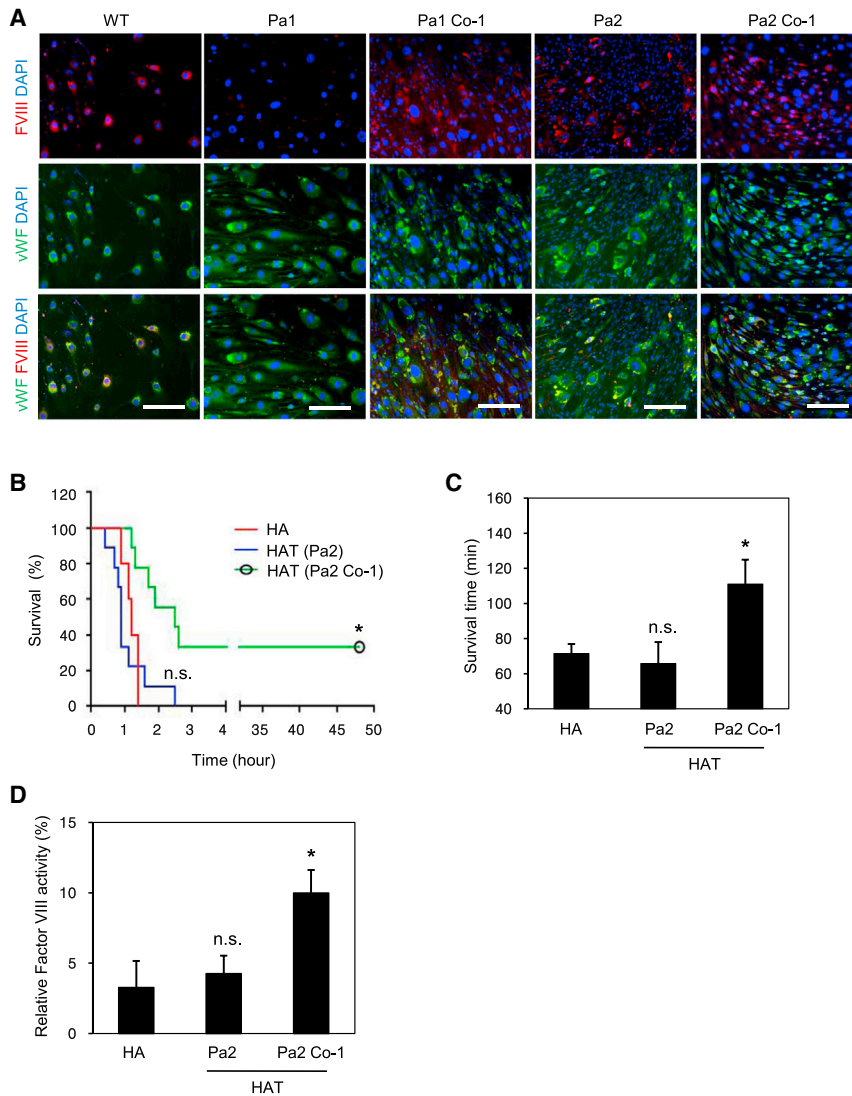 A
WT Pa1 Pa1 Co-1 Pa2 Pa2 Co-1
FVIII DAPI
vWF DAPI
vWF FVIII DAPI
B
120
100
80
60
40
20
0
Survival (%)
HA
HAT (Pa2)
HAT (Pa2 Co-1)
*
n.s.
0 1 2 3 4 35 40 45 50
Time (hour)
C
160
140
120
100
80
60
40
Survival time (min)
n.s.
*
HA Pa2 Pa2 Co-1
HAT
D
15
10
5
0
Relative Factor VIII activity (%)
n.s.
*
HA Pa2 Pa2 Co-1
HAT